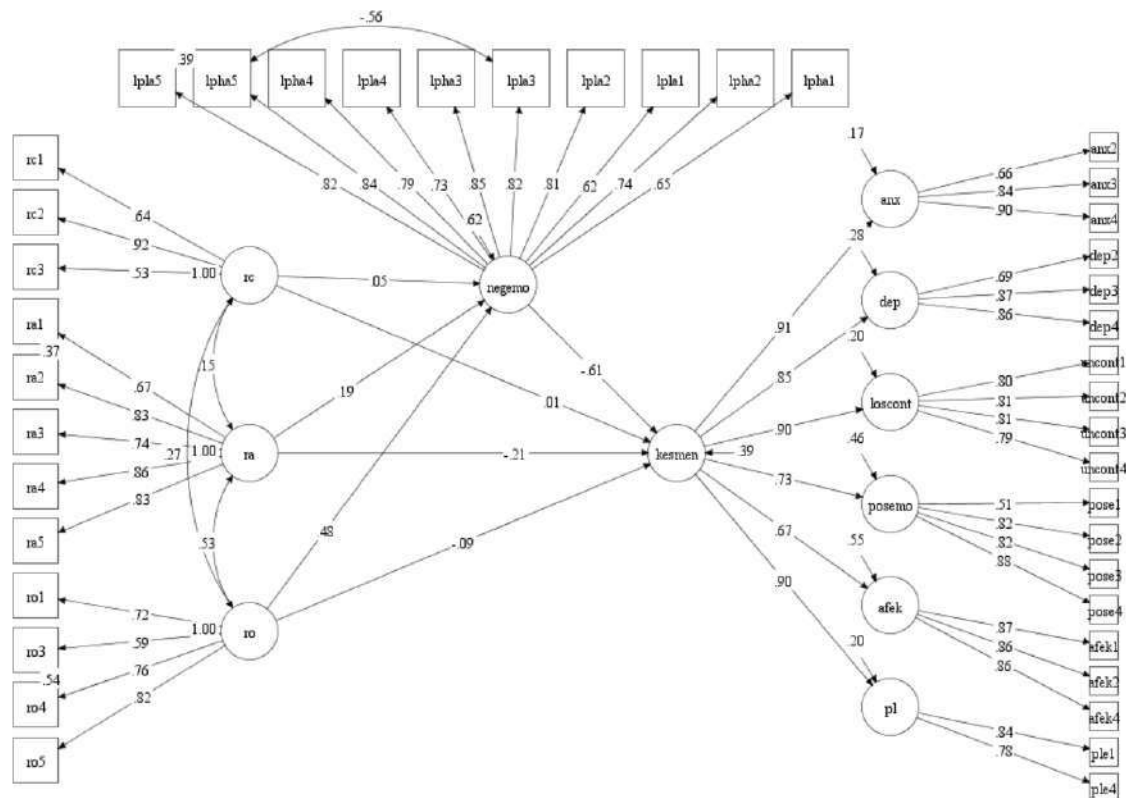 -.56
.39
lpla5 lpha5 lpha4 lpla4 lpha3 lpla3 lpla2 lpla1 lpha2 lpha1
.82 .84 .79 .73 .85 .82 .81 .62 .74 .65
.62
negemo
rc1
rc2
rc3
.64
.92
.53
1.00
rc
.05
ra1
.37
ra2
ra3
ra4
ra5
.67
.83
.74
.86
.83
1.00
ra
.15
.27
.53
.19
.48
-.61
.01
-.21
-.09
kesmen
.39
ro1
ro3
.54
ro4
ro5
.72
.59
.76
.82
1.00
ro
.91
.85
.90
.73
.67
.90
.17
anx
.66
.84
.90
anx2
anx3
anx4
.28
dep
.69
.87
.86
dep2
dep3
dep4
.20
loscont
.80
.81
.81
.79
uncont1
uncont2
uncont3
uncont4
.46
posemo
.51
.82
.82
.88
pose1
pose2
pose3
pose4
.55
afek
.87
.86
.86
afek1
afek2
afek4
.20
pl
.84
.78
ple1
ple4